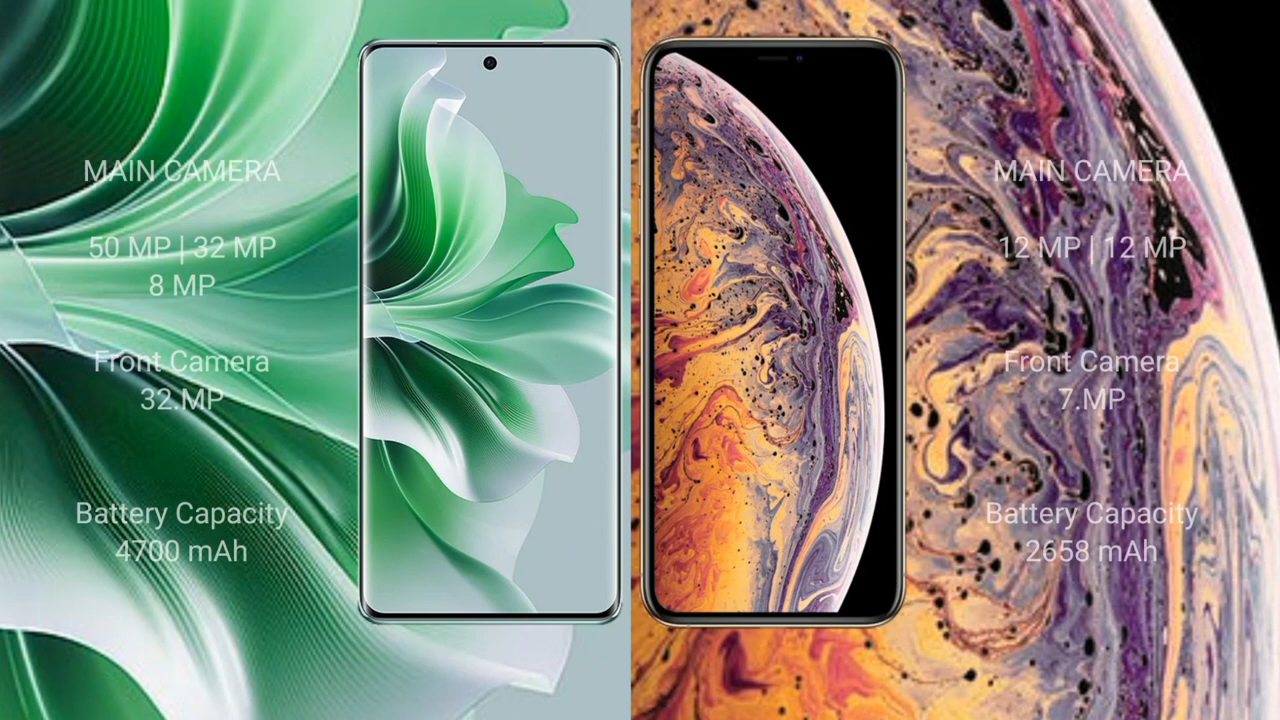 MAIN CAMERA
50 MP | 32 MP
8 MP
Front Camera
32.MP
Battery Capacity
4700 mAh
MAIN CAMERA
12 MP | 12 MP
Front Camera
7.MP
Battery Capacity
2658 mAh